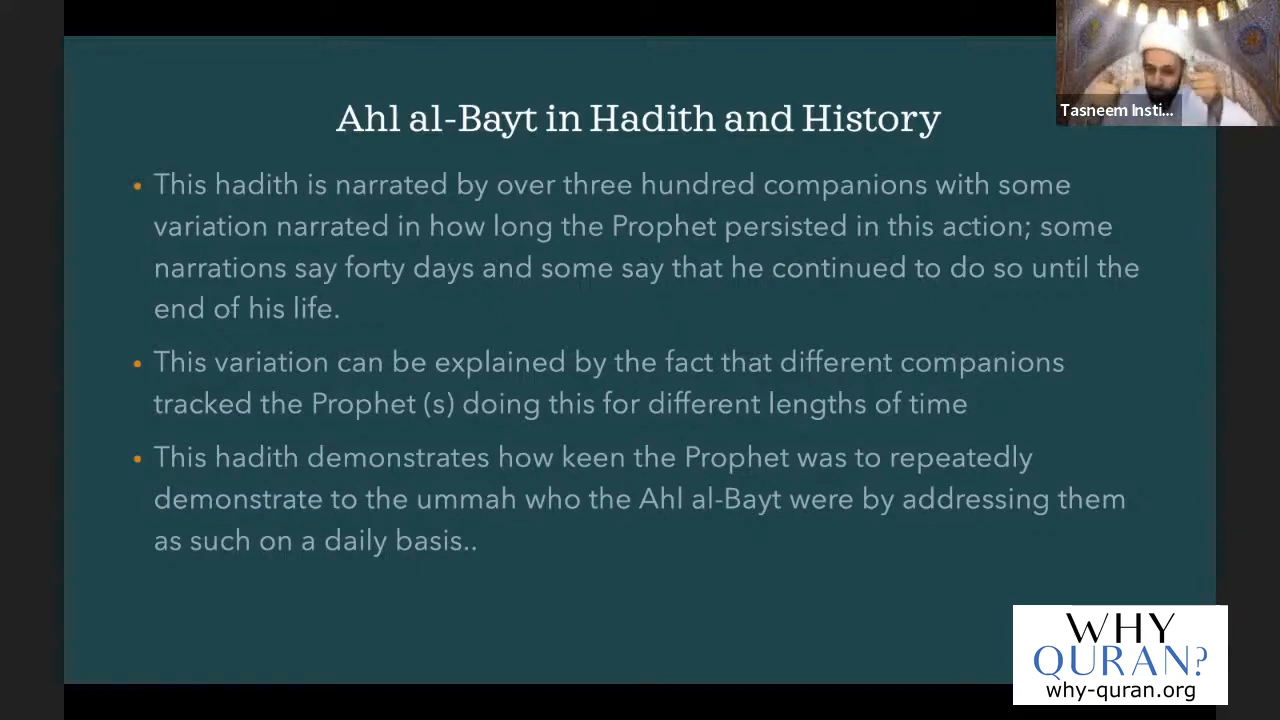 Ahl al-Bayt in Hadith and History
Tasneem Insti...
• This hadith is narrated by over three hundred companions with some
variation narrated in how long the Prophet persisted in this action; some
narrations say forty days and some say that he continued to do so until the
end of his life.
• This variation can be explained by the fact that different companions
tracked the Prophet (s) doing this for different lengths of time
• This hadith demonstrates how keen the Prophet was to repeatedly
demonstrate to the ummah who the Ahl al-Bayt were by addressing them
as such on a daily basis..
WHY
QURAN?
why-quran.org